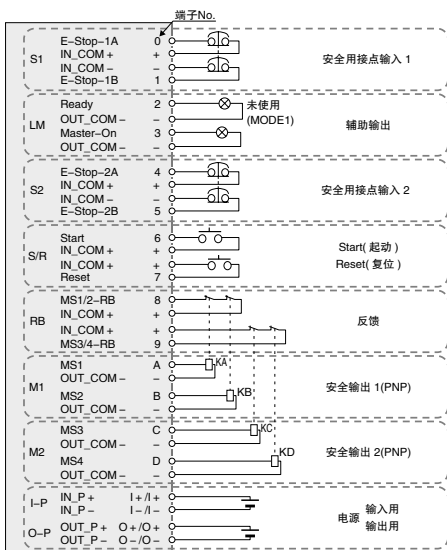 端子No.
S1
E-Stop-1A 0
IN_COM + +
IN_COM - -
E-Stop-1B 1
安全用接点输入 1
LM
Ready 2
OUT_COM - -
Master-On 3
OUT_COM - -
未使用
(MODE1)
辅助输出
S2
E-Stop-2A 4
IN_COM + +
IN_COM - -
E-Stop-2B 5
安全用接点输入 2
S/R
Start 6
IN_COM + +
IN_COM + +
Reset 7
Start(起动)
Reset(复位)
RB
MS1/2-RB 8
IN_COM + +
IN_COM + +
MS3/4-RB 9
反馈
M1
MS1 A
OUT_COM - -
MS2 B
OUT_COM - -
KA
KB
安全输出 1(PNP)
M2
MS3 C
OUT_COM - -
MS4 D
OUT_COM - -
KC
KD
安全输出 2(PNP)
I-P
IN_P + I+/I+
IN_P - I-/I-
O-P
OUT_P + O+/O+
OUT_P - O-/O-
电源
输入用
输出用